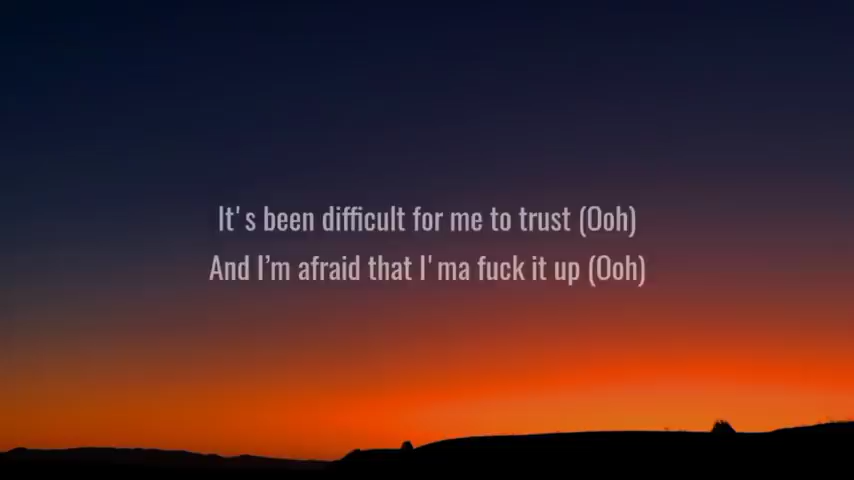 It's been difficult for me to trust (Ooh)
And I’m afraid that I'ma fuck it up (Ooh)